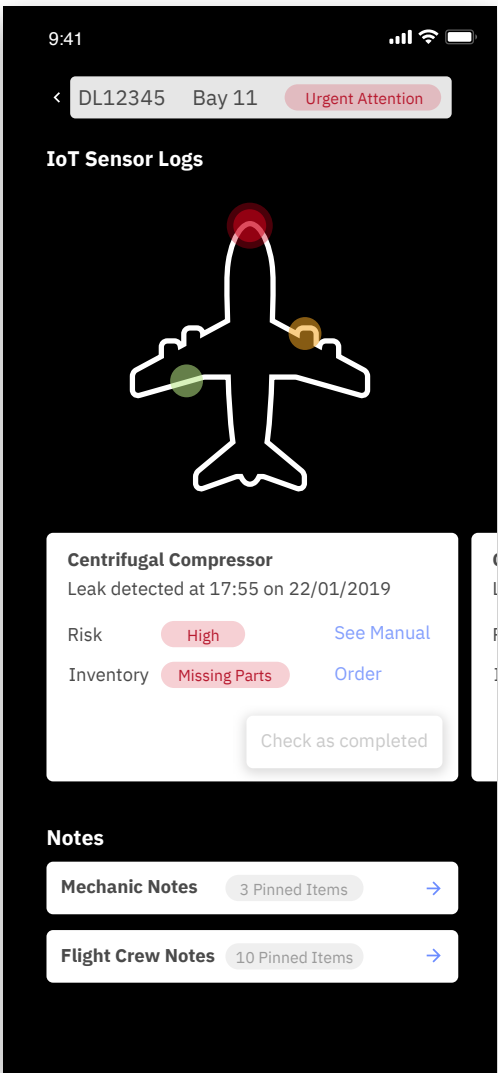 9:41
DL12345 Bay 11 Urgent Attention
IoT Sensor Logs
Centrifugal Compressor
Leak detected at 17:55 on 22/01/2019
Risk High See Manual
Inventory Missing Parts Order
Check as completed
Notes
Mechanic Notes 3 Pinned Items
Flight Crew Notes 10 Pinned Items